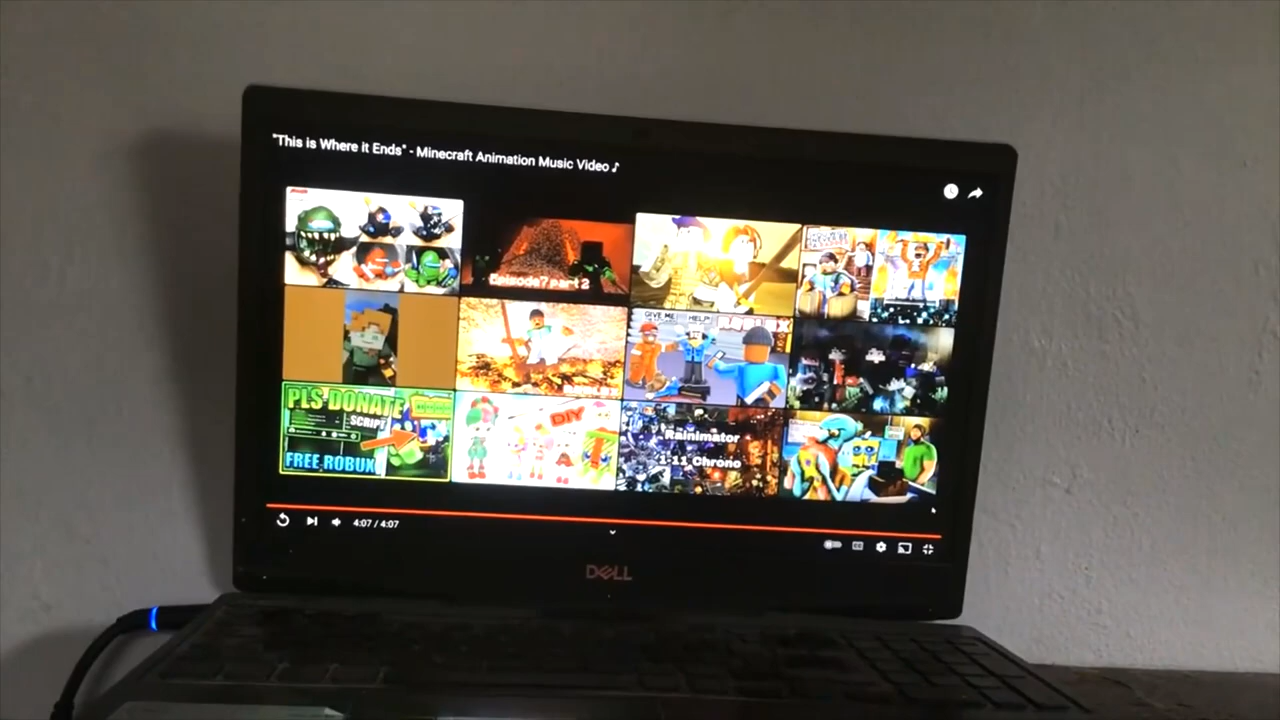 "This is Where it Ends" - Minecraft Animation Music Video ♪
Episode7 part 2
GIVE ME
HELP!
ROBLOX
PLS DONATE
SCRIPT
FREE ROBUX
DIY
Rainimator
1-11 Chrono
4:07 / 4:07
DELL